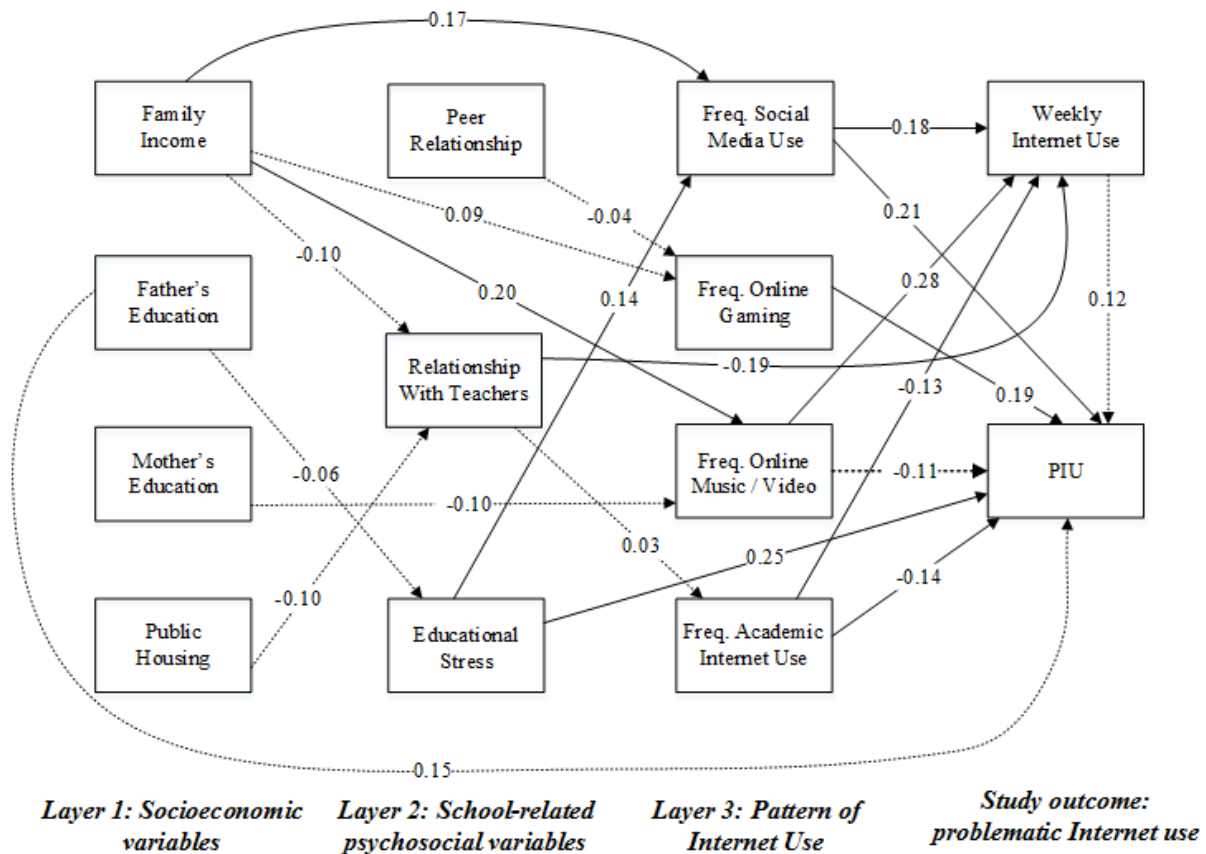 0.17
Family
Income
Peer
Relationship
Freq. Social
Media Use
0.18
Weekly
Internet Use
0.09
-0.04
0.21
-0.10
Father's
Education
0.20
0.14
Freq. Online
Gaming
0.28
0.12
Relationship
With Teachers
-0.19
-0.13
0.19
Mother's
Education
-0.06
-0.10
Freq. Online
Music / Video
-0.11
PIU
0.03
0.25
-0.14
-0.10
Public
Housing
Educational
Stress
Freq. Academic
Internet Use
0.15
Layer 1: Socioeconomic
variables
Layer 2: School-related
psychosocial variables
Layer 3: Pattern of
Internet Use
Study outcome:
problematic Internet use